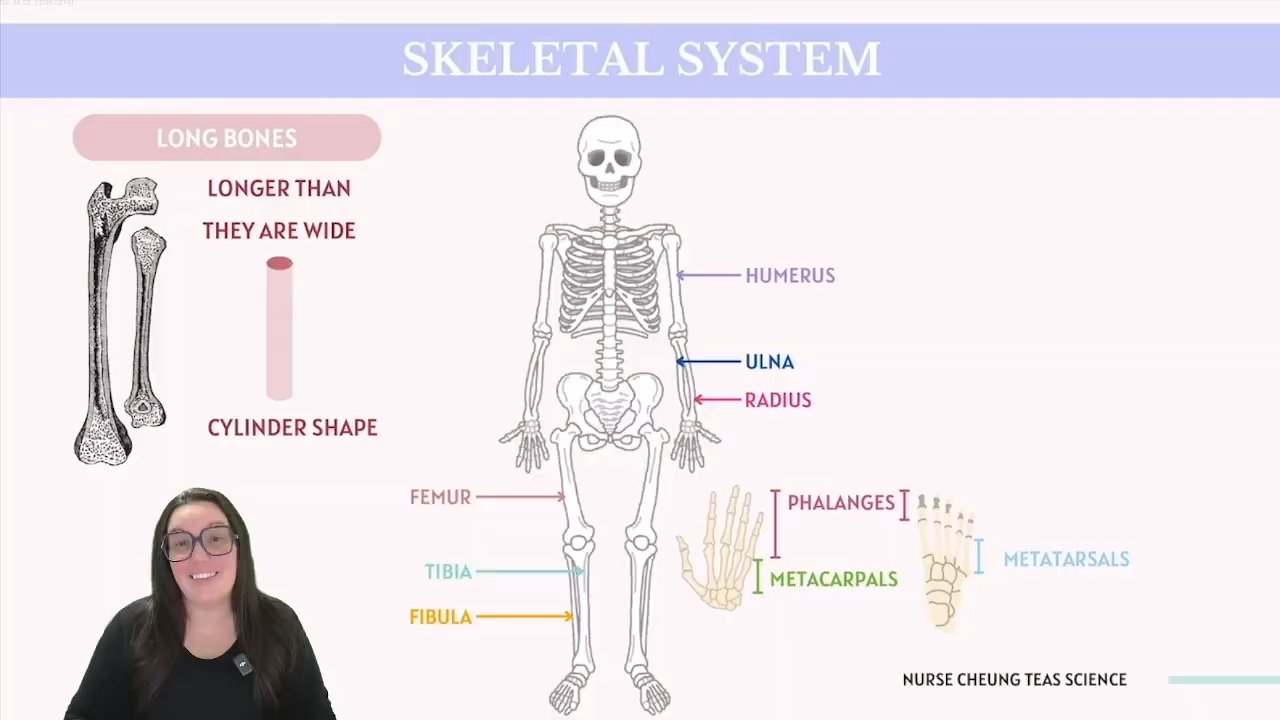 SKELETAL SYSTEM
LONG BONES
LONGER THAN
THEY ARE WIDE
CYLINDER SHAPE
HUMERUS
ULNA
RADIUS
FEMUR
TIBIA
FIBULA
PHALANGES
METACARPALS
METATARSALS
NURSE CHEUNG TEAS SCIENCE